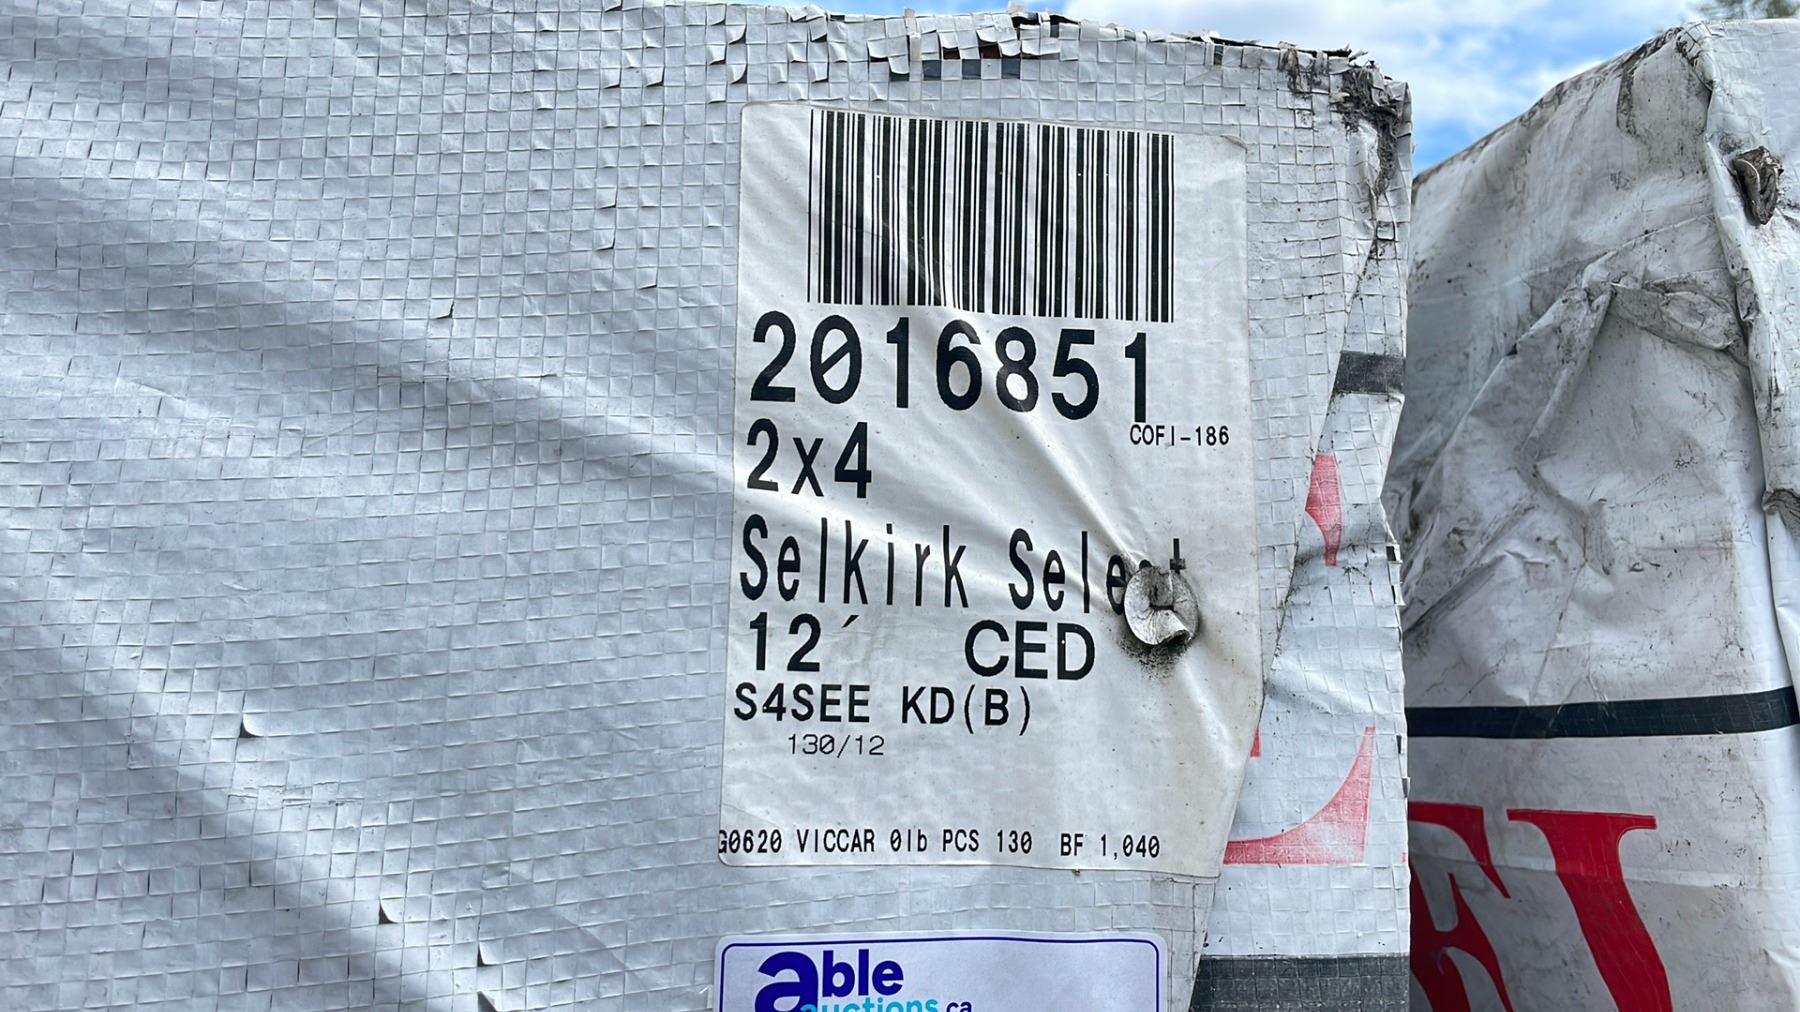 2016851
COFI-186
2x4
Selkirk Select
12´ CED
S4SEE KD(B)
130/12
G0620 VICCAR 0lb PCS 130 BF 1,040
able
auctions.ca